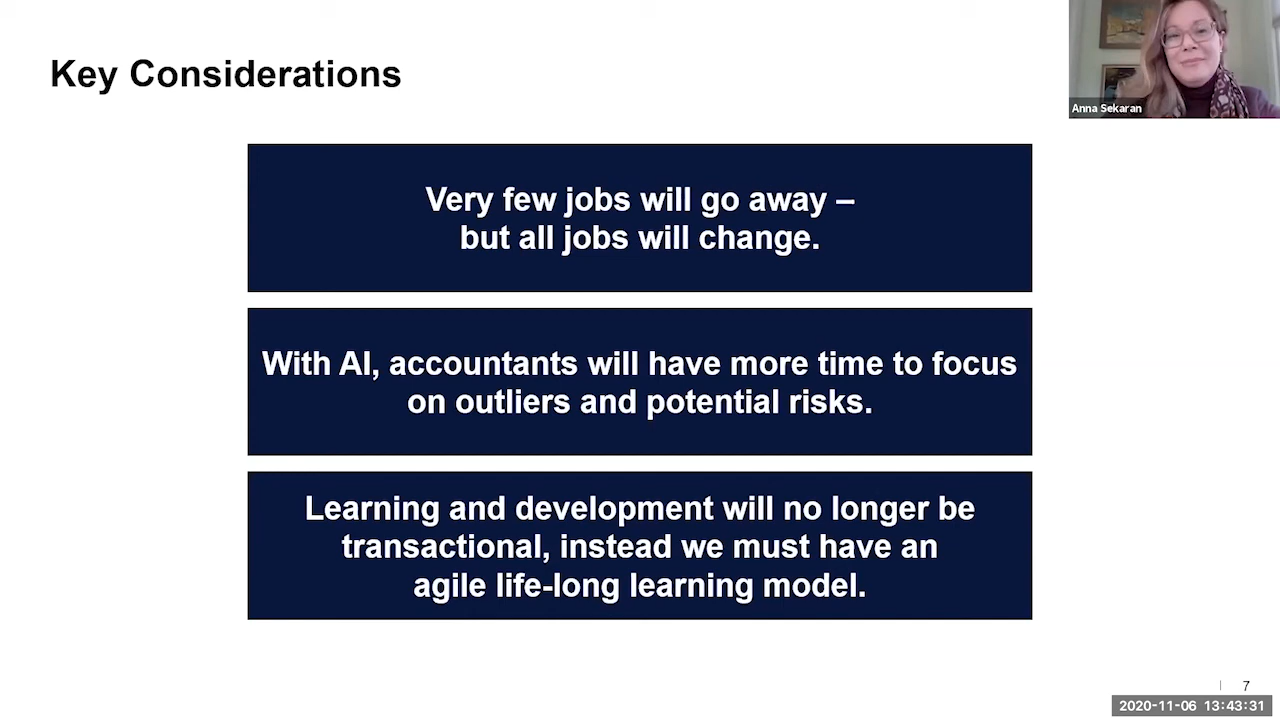 Key Considerations
Anna Sekaran
Very few jobs will go away –
but all jobs will change.
With AI, accountants will have more time to focus
on outliers and potential risks.
Learning and development will no longer be
transactional, instead we must have an
agile life-long learning model.
7
2020-11-06 13:43:31